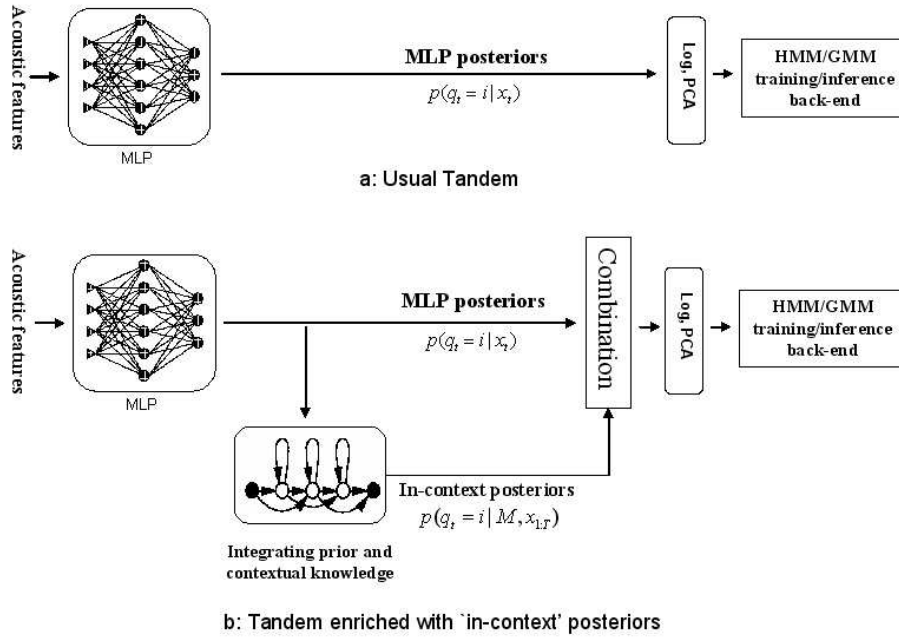 Acoustic features
MLP
MLP posteriors
p(q_t = i | x_t)
Log, PCA
HMM/GMM
training/inference
back-end
a: Usual Tandem
Acoustic features
MLP
MLP posteriors
p(q_t = i | x_t)
Combination
Log, PCA
HMM/GMM
training/inference
back-end
In-context posteriors
p(q_t = i | M, x_{1:T})
Integrating prior and
contextual knowledge
b: Tandem enriched with `in-context' posteriors